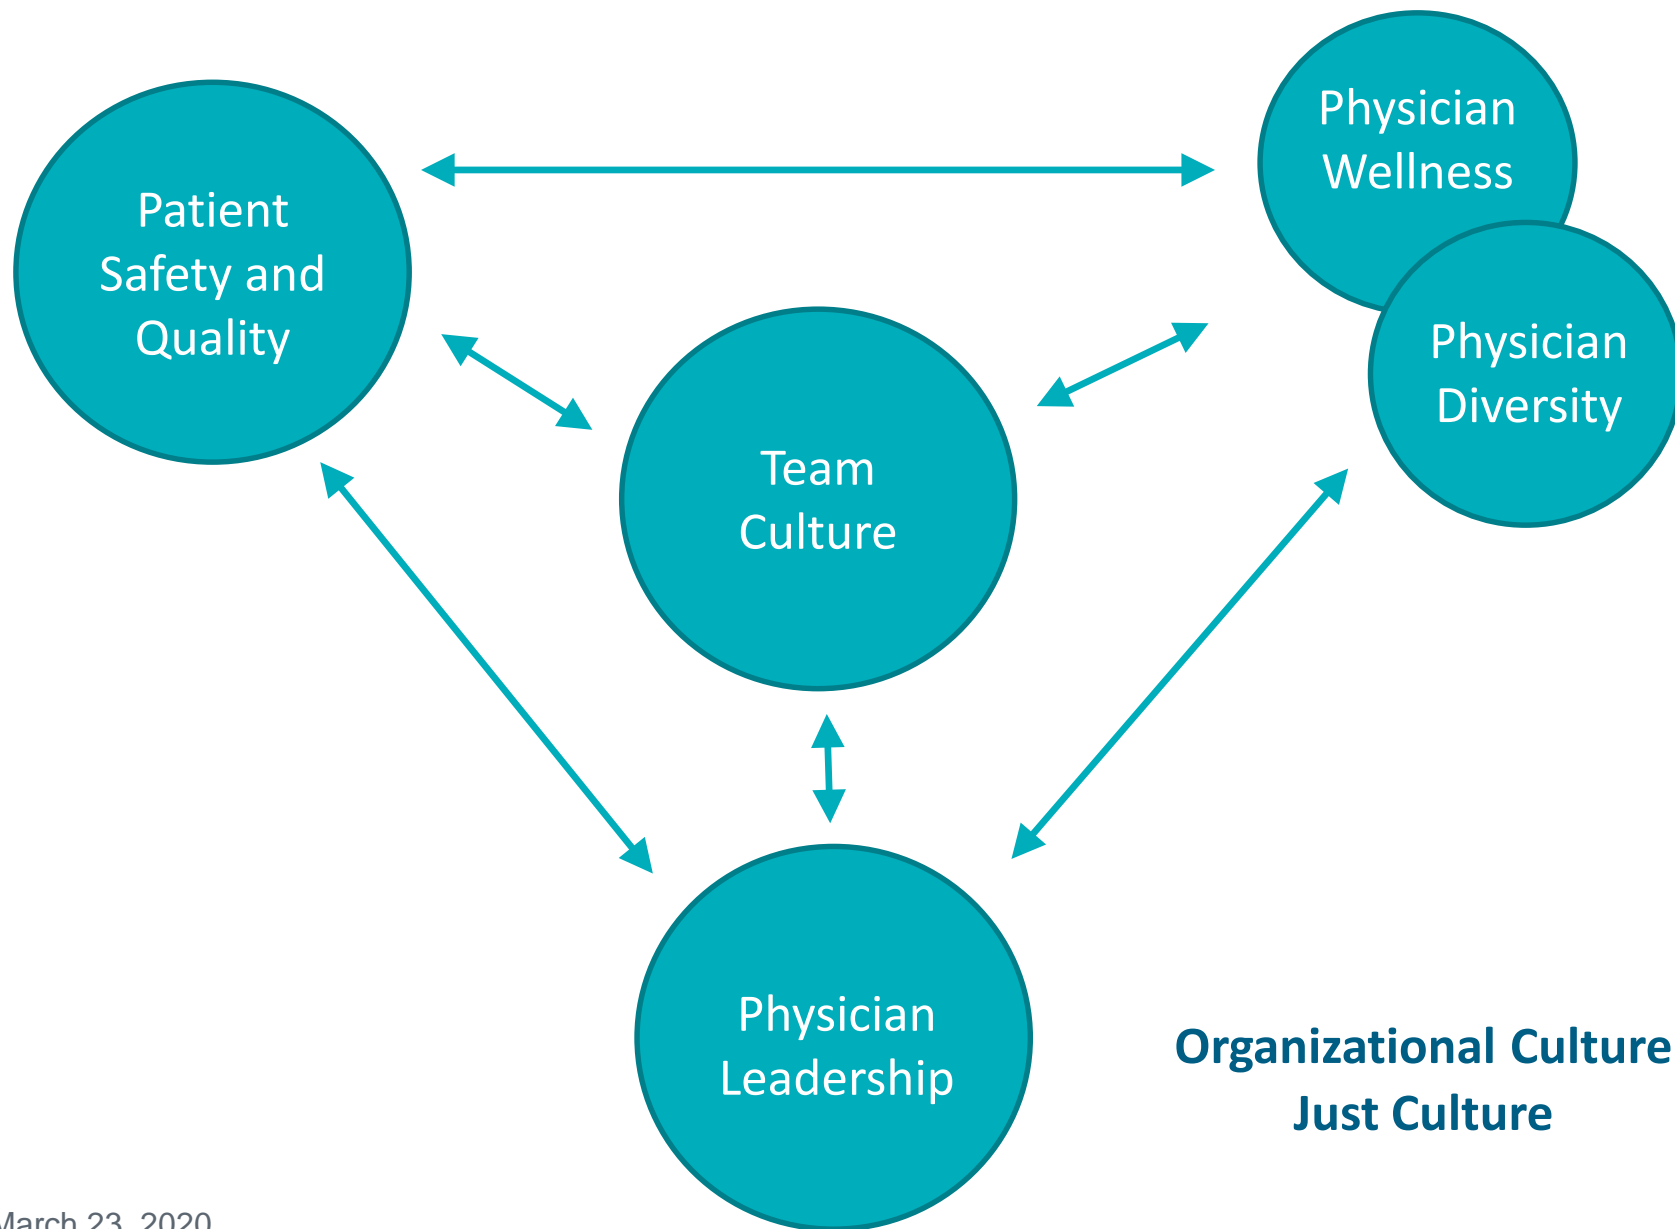 Physician
Wellness
Patient
Safety and
Quality
Physician
Diversity
Team
Culture
Physician
Leadership
Organizational Culture
Just Culture
March 23, 2020